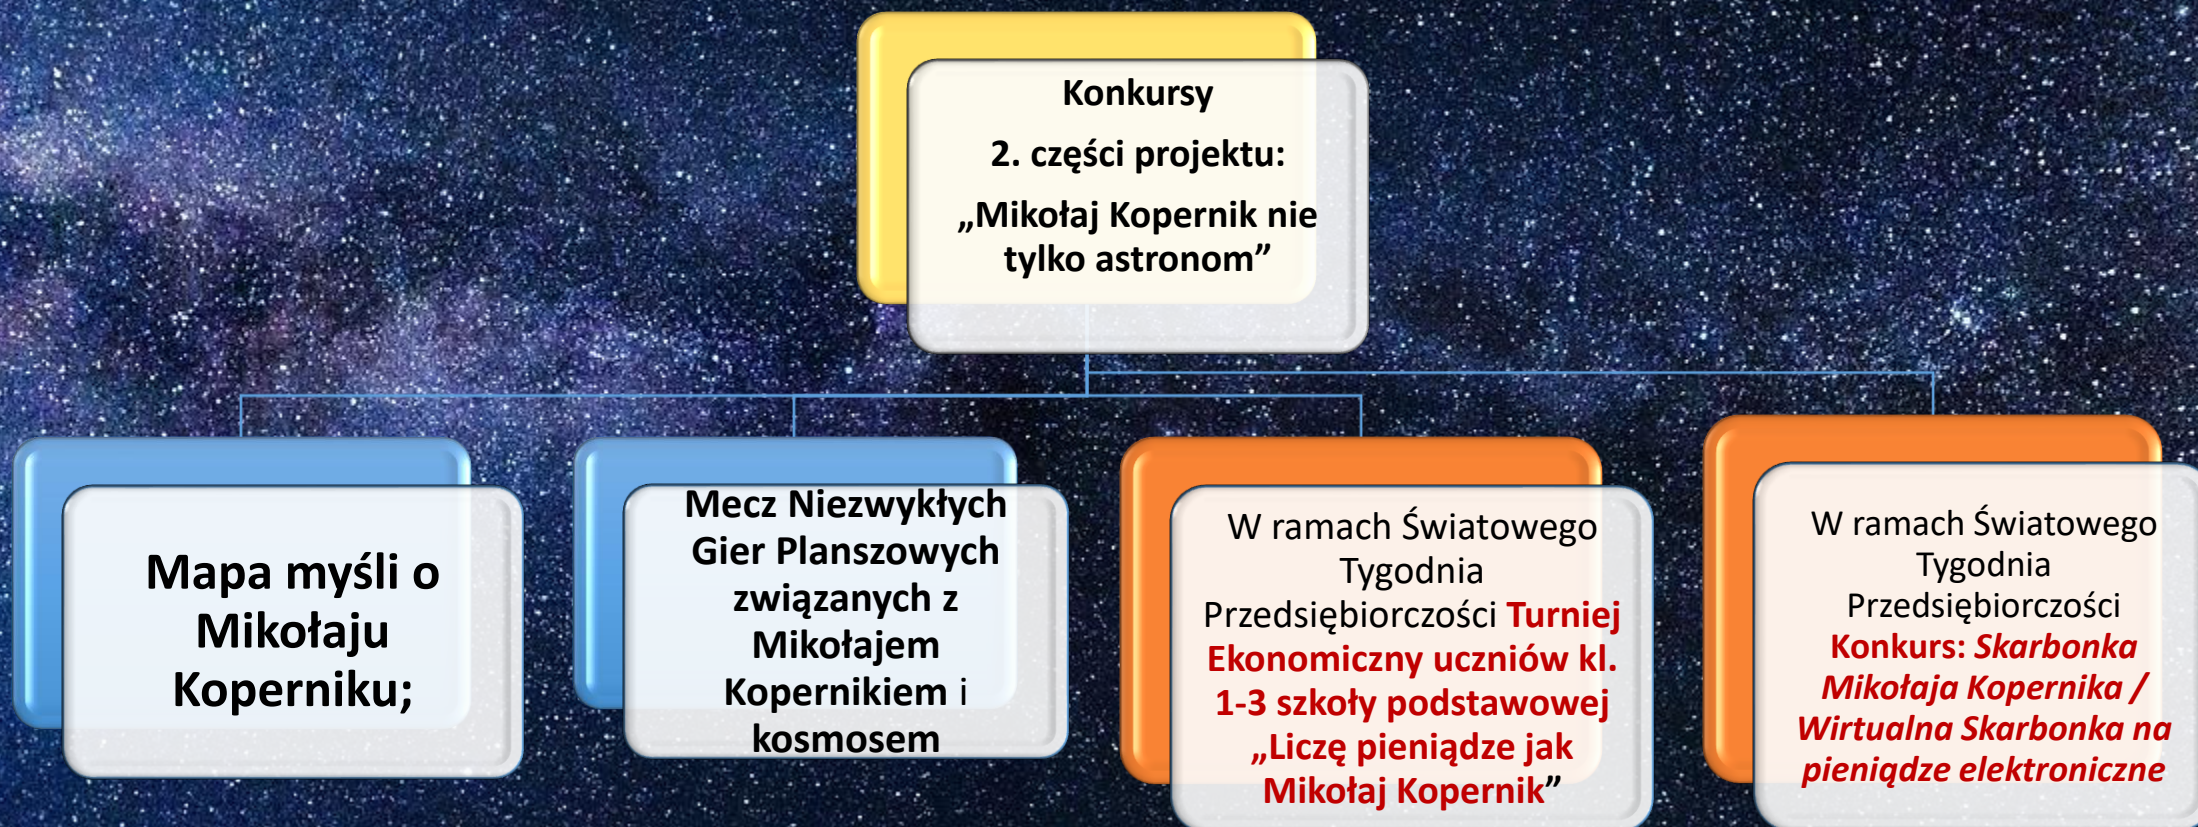 Konkursy
2. części projektu:
„Mikołaj Kopernik nie
tylko astronom”
Mapa myśli o
Mikołaju
Koperniku;
Mecz Niezwykłych
Gier Planszowych
związanych z
Mikołajem
Kopernikiem i
kosmosem
W ramach Światowego
Tygodnia
Przedsiębiorczości Turniej
Ekonomiczny uczniów kl.
1-3 szkoły podstawowej
„Liczę pieniądze jak
Mikołaj Kopernik”
W ramach Światowego
Tygodnia
Przedsiębiorczości
Konkurs: Skarbonka
Mikołaja Kopernika /
Wirtualna Skarbonka na
pieniądze elektroniczne